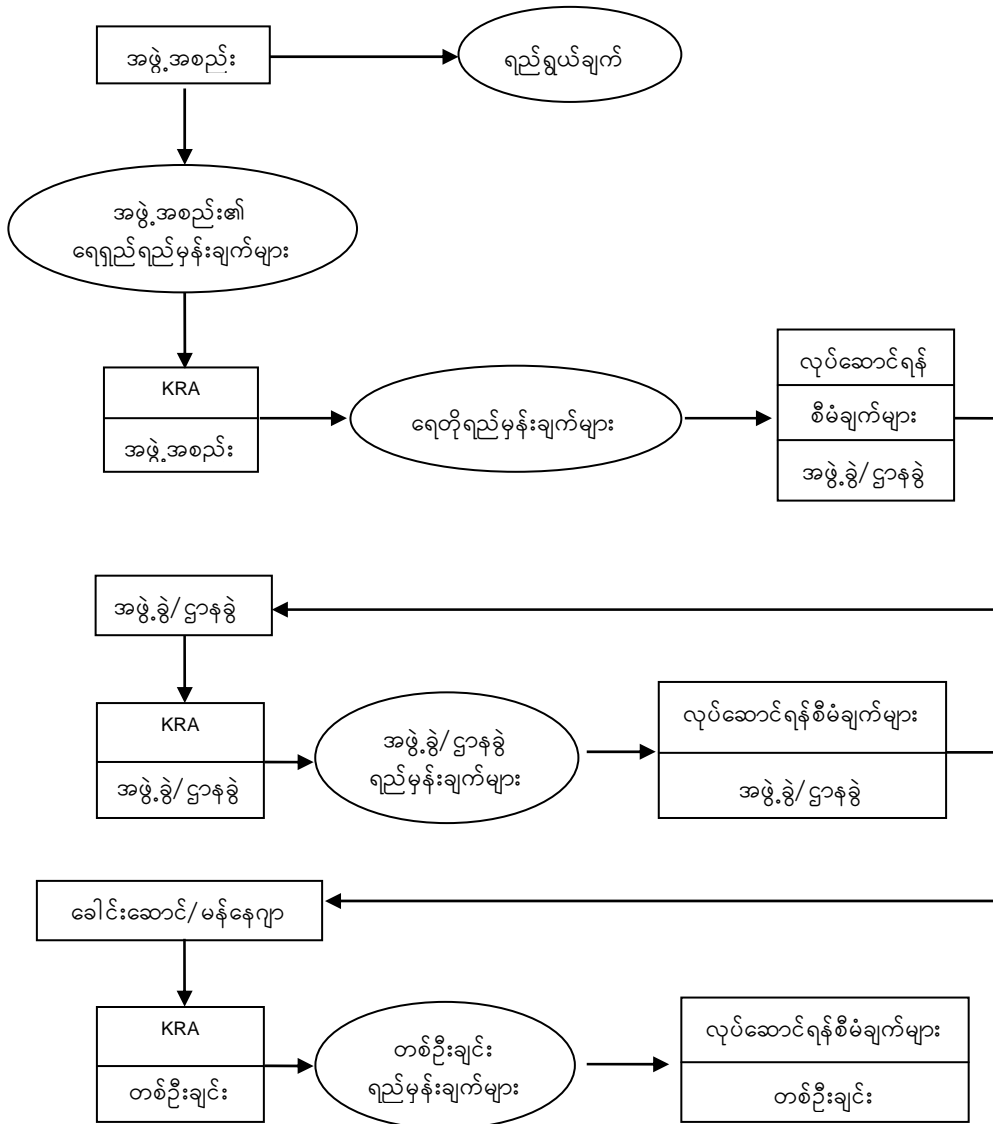 အဖွဲ့အစည်း
ရည်ရွယ်ချက်
အဖွဲ့အစည်း၏
ရေရှည်ရည်မှန်းချက်များ
KRA
အဖွဲ့အစည်း
ရေတိုရည်မှန်းချက်များ
လုပ်ဆောင်ရန်
စီမံချက်များ
အဖွဲ့ခွဲ/ဌာနခွဲ
အဖွဲ့ခွဲ/ဌာနခွဲ
KRA
အဖွဲ့ခွဲ/ဌာနခွဲ
အဖွဲ့ခွဲ/ဌာနခွဲ
ရည်မှန်းချက်များ
လုပ်ဆောင်ရန်စီမံချက်များ
အဖွဲ့ခွဲ/ဌာနခွဲ
ခေါင်းဆောင်/မန်နေဂျာ
KRA
တစ်ဦးချင်း
တစ်ဦးချင်း
ရည်မှန်းချက်များ
လုပ်ဆောင်ရန်စီမံချက်များ
တစ်ဦးချင်း